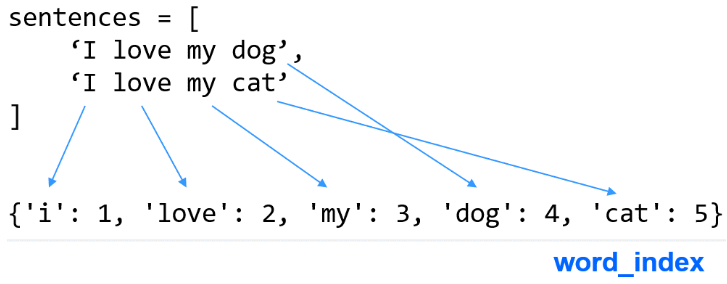 sentences = [
‘I love my dog’,
‘I love my cat’
]
{'i': 1, 'love': 2, 'my': 3, 'dog': 4, 'cat': 5}
word_index